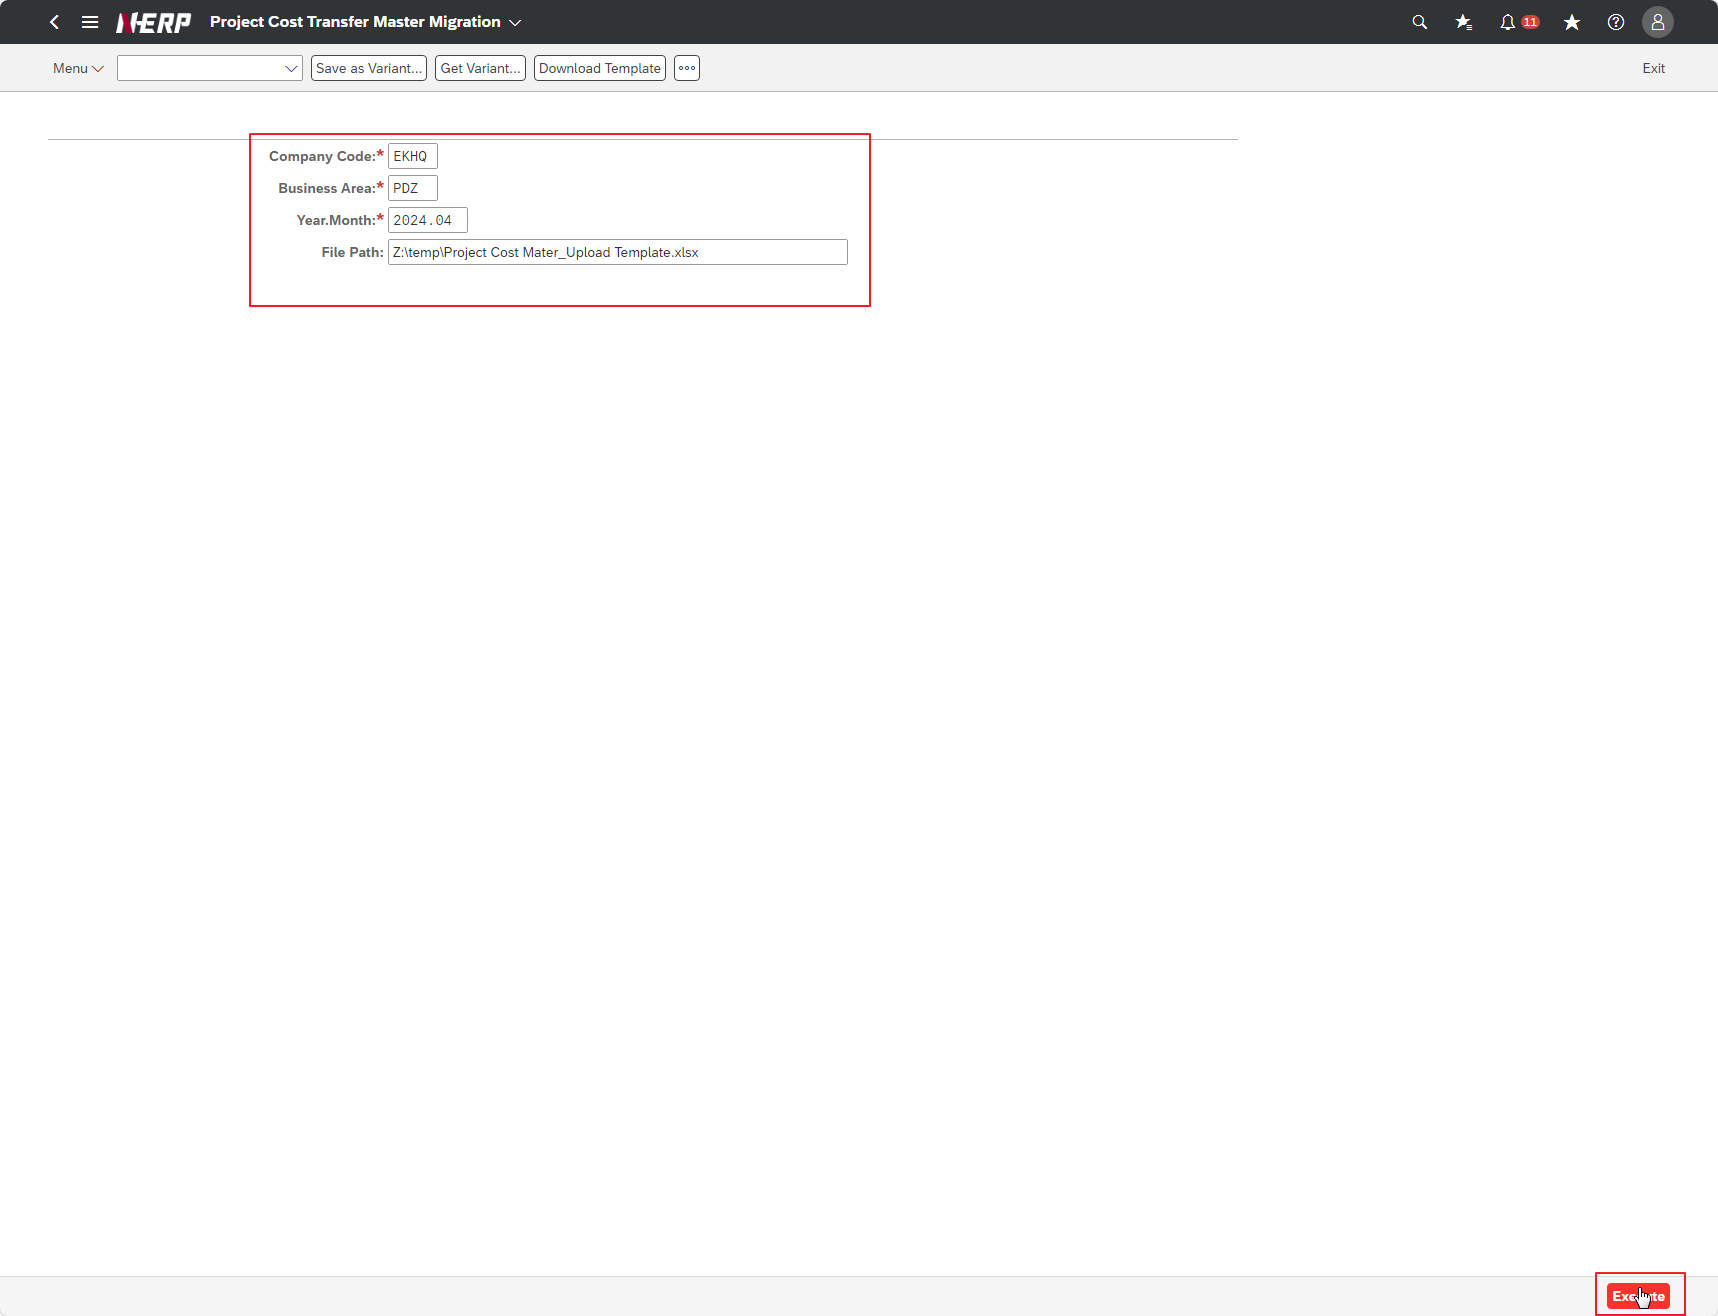 NERP Project Cost Transfer Master Migration 11
Menu Save as Variant... Get Variant... Download Template Exit
Company Code:* EKHQ
Business Area:* PDZ
Year.Month:* 2024.04
File Path: Z:\temp\Project Cost Mater_Upload Template.xlsx